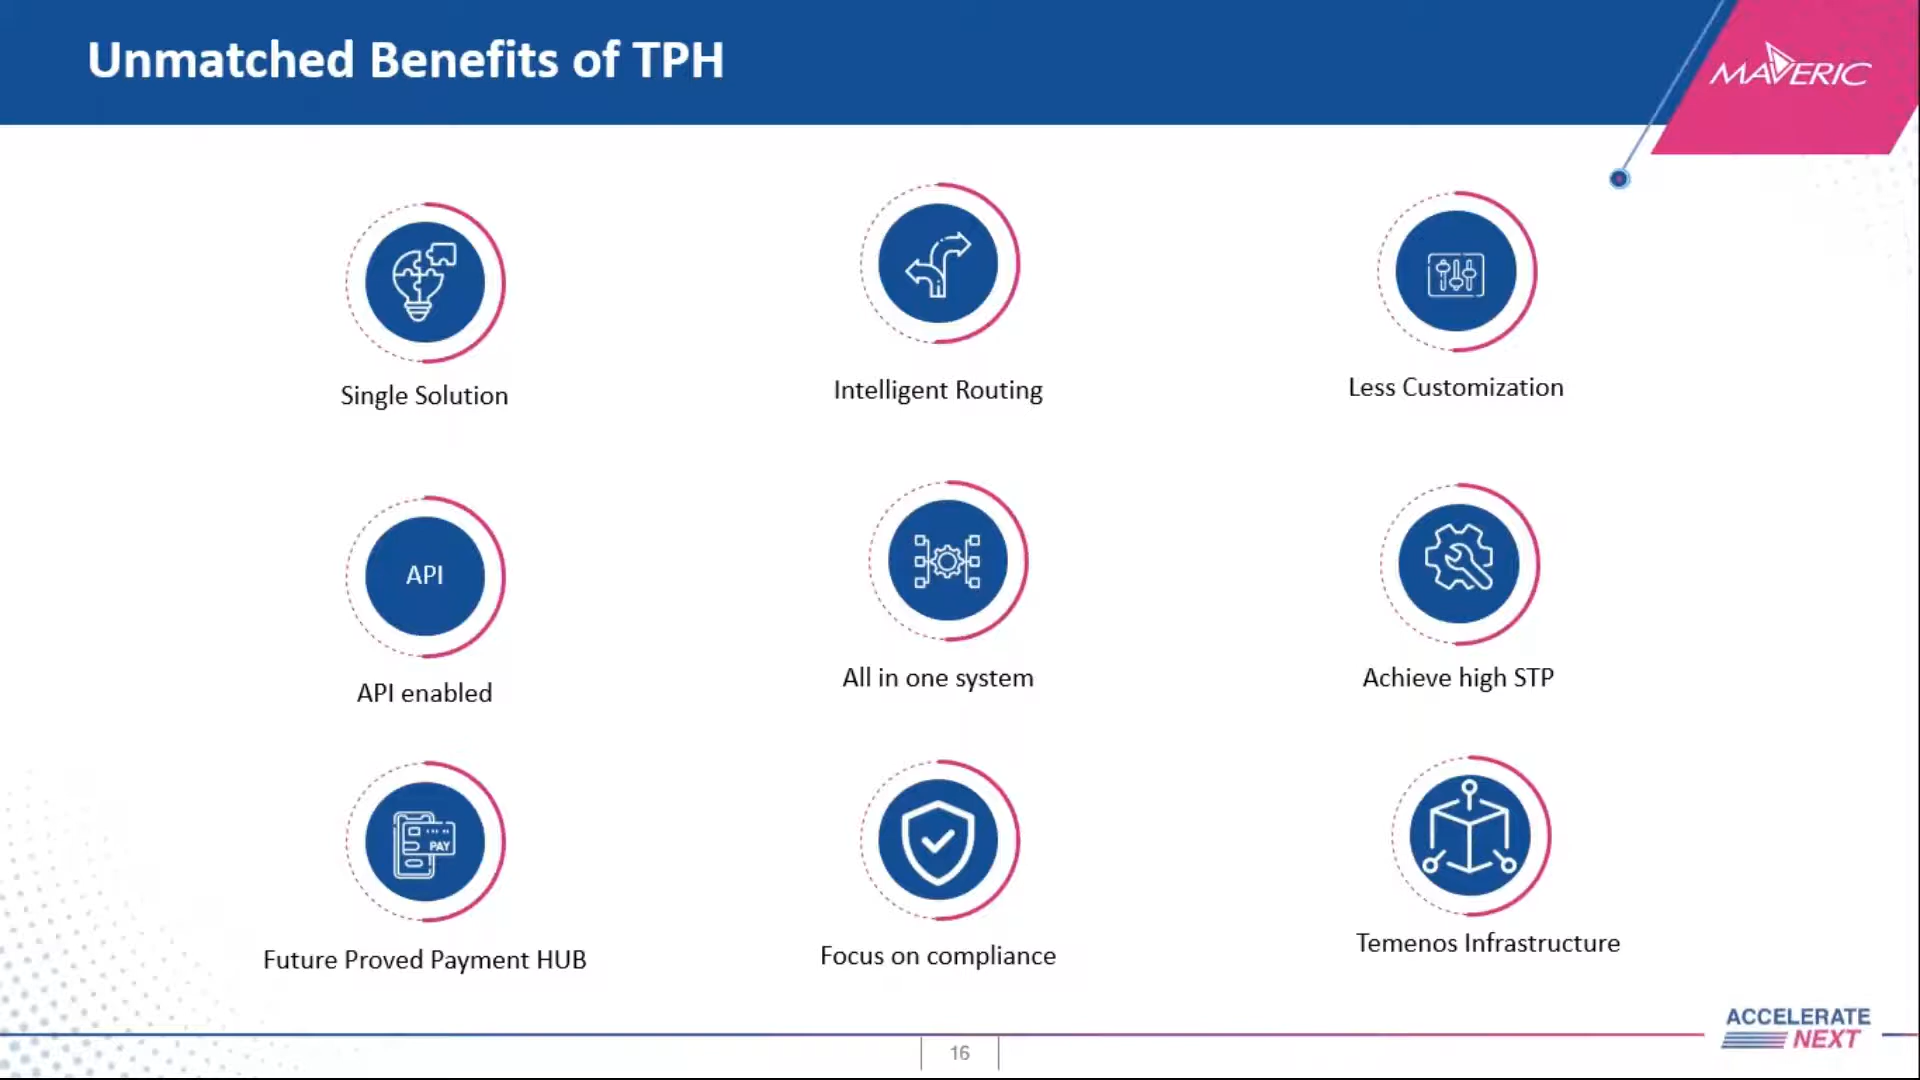 Unmatched Benefits of TPH
MAVERIC
Single Solution
Intelligent Routing
Less Customization
API
API enabled
All in one system
Achieve high STP
PAY
Future Proved Payment HUB
Focus on compliance
Temenos Infrastructure
ACCELERATE
NEXT
16